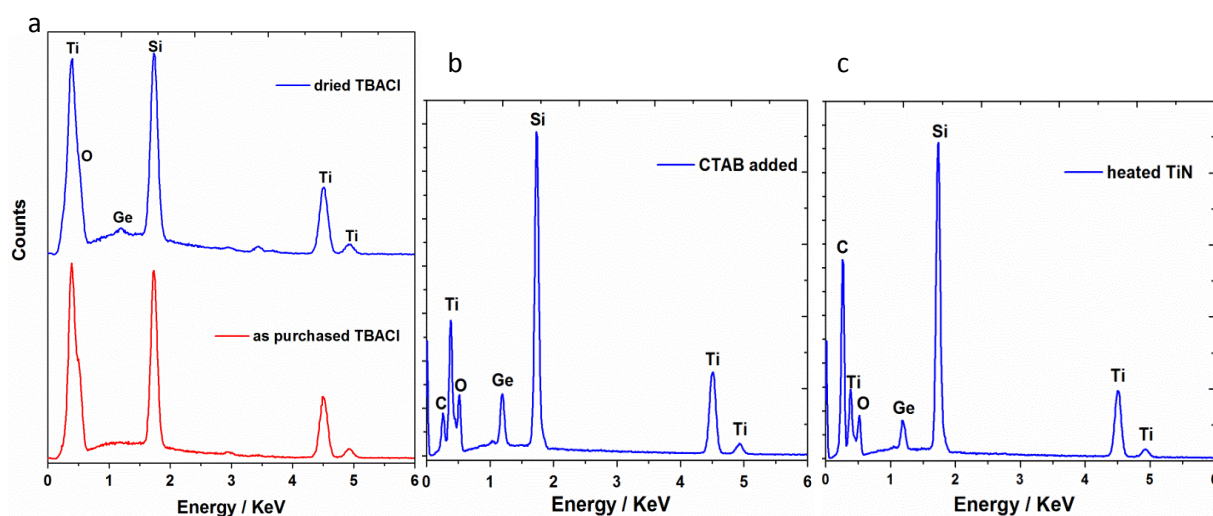 a
Counts
Ti
O
Ge
Si
Ti
Ti
dried TBACl
as purchased TBACl
0 1 2 3 4 5 6
Energy / KeV
b
C
Ti
O
Ge
Si
Ti
Ti
CTAB added
0 1 2 3 4 5 6
Energy / KeV
c
C
Ti
O
Ge
Si
Ti
Ti
heated TiN
0 1 2 3 4 5 6
Energy / KeV